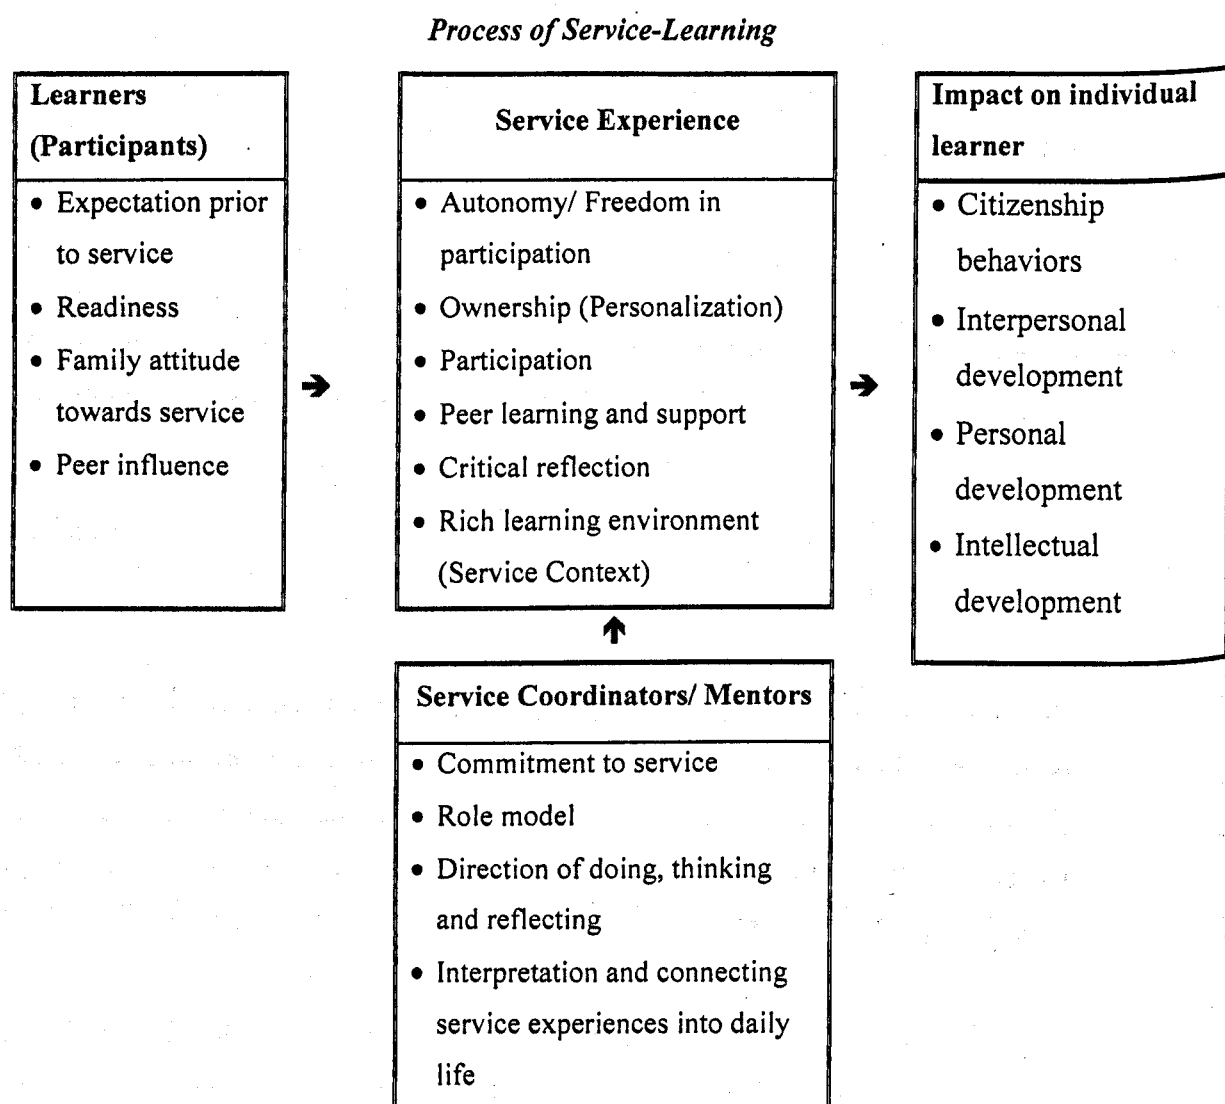 Process of Service-Learning
Learners
(Participants)
• Expectation prior
to service
• Readiness
• Family attitude
towards service
• Peer influence
➔
Service Experience
• Autonomy/ Freedom in
participation
• Ownership (Personalization)
• Participation
• Peer learning and support
• Critical reflection
• Rich learning environment
(Service Context)
➔
Impact on individual
learner
• Citizenship
behaviors
• Interpersonal
development
• Personal
development
• Intellectual
development
↑
Service Coordinators/ Mentors
• Commitment to service
• Role model
• Direction of doing, thinking
and reflecting
• Interpretation and connecting
service experiences into daily
life